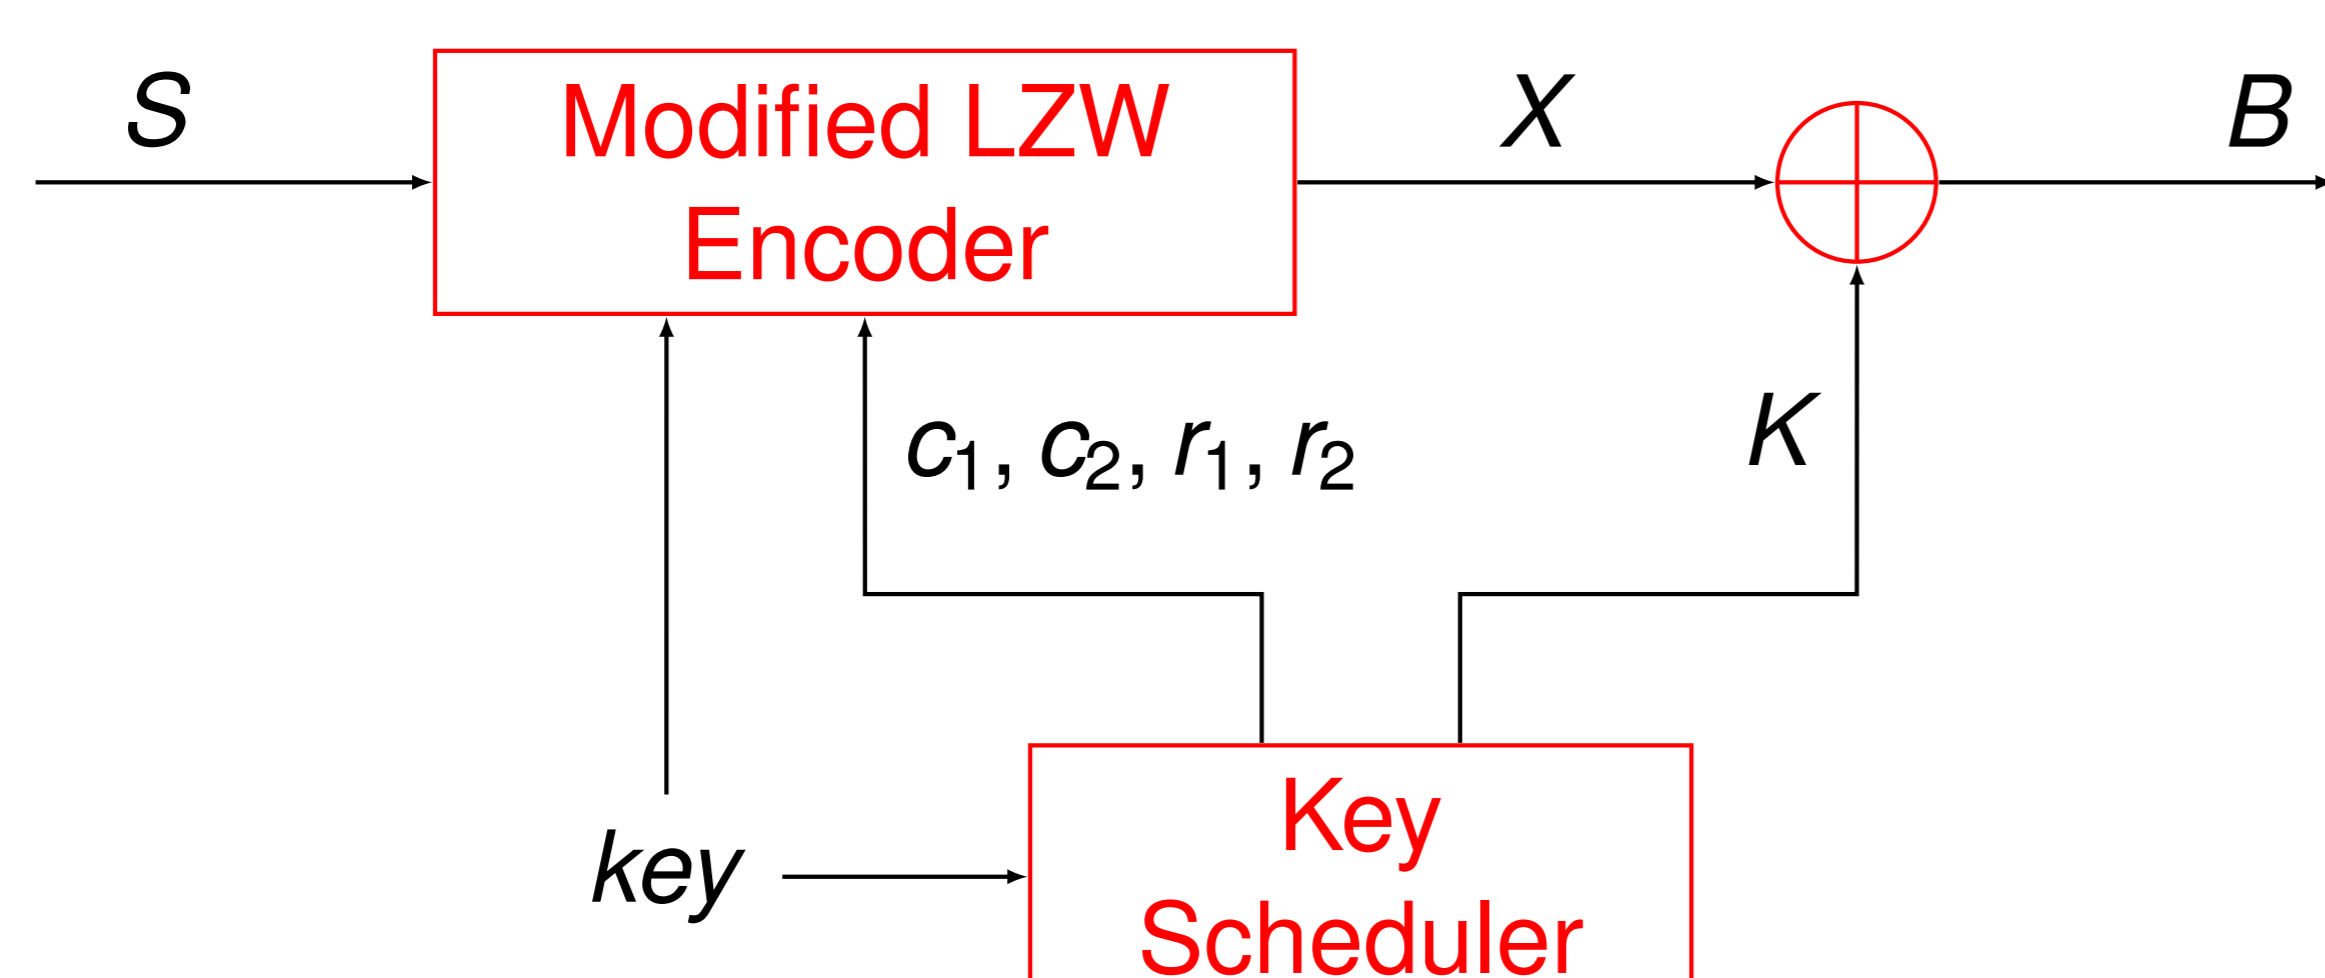 S
Modified LZW
Encoder
X
B
c₁, c₂, r₁, r₂
K
key
Key
Scheduler